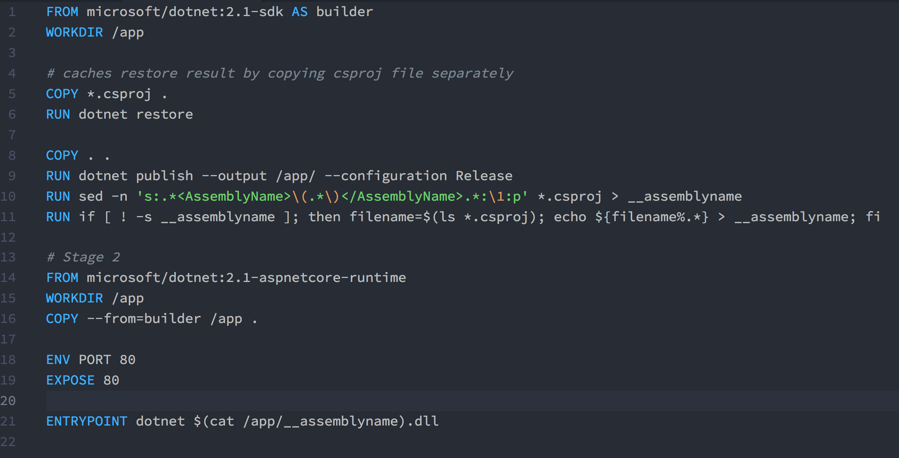 1 FROM microsoft/dotnet:2.1-sdk AS builder
2 WORKDIR /app
3
4 # caches restore result by copying csproj file separately
5 COPY *.csproj .
6 RUN dotnet restore
7
8 COPY . .
9 RUN dotnet publish --output /app/ --configuration Release
10 RUN sed -n 's:.*<AssemblyName>\(.*\)</AssemblyName>.*:\1:p' *.csproj > __assemblyname
11 RUN if [ ! -s __assemblyname ]; then filename=$(ls *.csproj); echo ${filename%.*} > __assemblyname; fi
12
13 # Stage 2
14 FROM microsoft/dotnet:2.1-aspnetcore-runtime
15 WORKDIR /app
16 COPY --from=builder /app .
17
18 ENV PORT 80
19 EXPOSE 80
20
21 ENTRYPOINT dotnet $(cat /app/__assemblyname).dll
22